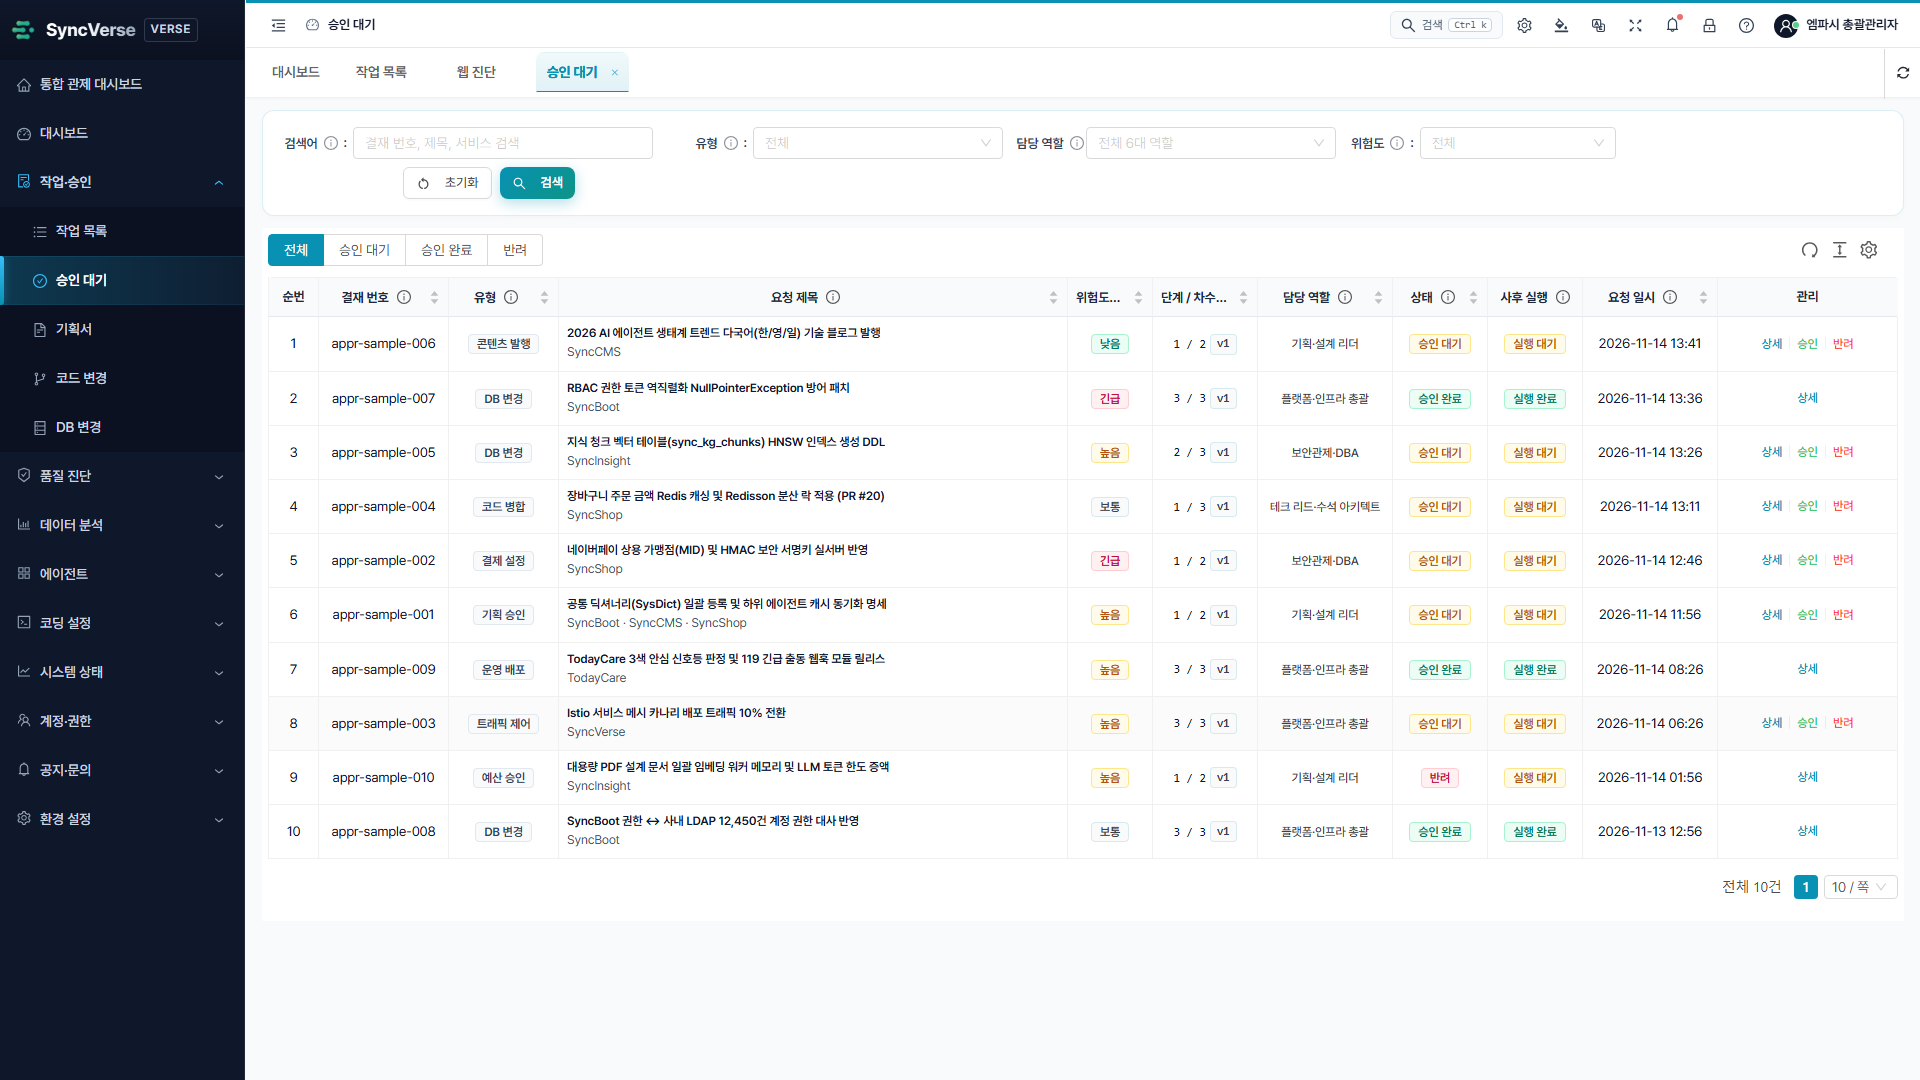 SyncVerse VERSE
통합 관제 대시보드
대시보드
작업·승인
작업 목록
승인 대기
기획서
코드 변경
DB 변경
품질 진단
데이터 분석
에이전트
코딩 설정
시스템 상태
계정·권한
공지·문의
환경 설정
승인 대기
검색 Ctrl k
엠파시 총괄관리자
대시보드 작업 목록 웹 진단 승인 대기 ×
검색어 : 결재 번호, 제목, 서비스 검색 유형 : 전체 담당 역할 전체 6대 역할 위험도 : 전체
초기화 검색
전체 승인 대기 승인 완료 반려
순번 결재 번호 유형 요청 제목 위험도... 단계 / 차수... 담당 역할 상태 사후 실행 요청 일시 관리
1 appr-sample-006 콘텐츠 발행 2026 AI 에이전트 생태계 트렌드 다국어(한/영/일) 기술 블로그 발행 낮음 1 / 2 v1 기획·설계 리더 승인 대기 실행 대기 2026-11-14 13:41 상세 승인 반려
SyncCMS
2 appr-sample-007 DB 변경 RBAC 권한 토큰 역직렬화 NullPointerException 방어 패치 긴급 3 / 3 v1 플랫폼·인프라 총괄 승인 완료 실행 완료 2026-11-14 13:36 상세
SyncBoot
3 appr-sample-005 DB 변경 지식 청크 벡터 테이블(sync_kg_chunks) HNSW 인덱스 생성 DDL 높음 2 / 3 v1 보안관제·DBA 승인 대기 실행 대기 2026-11-14 13:26 상세 승인 반려
SyncInsight
4 appr-sample-004 코드 병합 장바구니 주문 금액 Redis 캐싱 및 Redisson 분산 락 적용 (PR #20) 보통 1 / 3 v1 테크 리드·수석 아키텍트 승인 대기 실행 대기 2026-11-14 13:11 상세 승인 반려
SyncShop
5 appr-sample-002 결제 설정 네이버페이 상용 가맹점(MID) 및 HMAC 보안 서명키 실서버 반영 긴급 1 / 2 v1 보안관제·DBA 승인 대기 실행 대기 2026-11-14 12:46 상세 승인 반려
SyncShop
6 appr-sample-001 기획 승인 공통 딕셔너리(SysDict) 일괄 등록 및 하위 에이전트 캐시 동기화 명세 높음 1 / 2 v1 기획·설계 리더 승인 대기 실행 대기 2026-11-14 11:56 상세 승인 반려
SyncBoot · SyncCMS · SyncShop
7 appr-sample-009 운영 배포 TodayCare 3색 안심 신호등 판정 및 119 긴급 출동 웹훅 모듈 릴리스 높음 3 / 3 v1 플랫폼·인프라 총괄 승인 완료 실행 완료 2026-11-14 08:26 상세
TodayCare
8 appr-sample-003 트래픽 제어 Istio 서비스 메시 카나리 배포 트래픽 10% 전환 높음 3 / 3 v1 플랫폼·인프라 총괄 승인 대기 실행 대기 2026-11-14 06:26 상세 승인 반려
SyncVerse
9 appr-sample-010 예산 승인 대용량 PDF 설계 문서 일괄 임베딩 워커 메모리 및 LLM 토큰 한도 증액 높음 1 / 2 v1 기획·설계 리더 반려 실행 대기 2026-11-14 01:56 상세
SyncInsight
10 appr-sample-008 DB 변경 SyncBoot 권한 ↔ 사내 LDAP 12,450건 계정 권한 대사 반영 보통 3 / 3 v1 플랫폼·인프라 총괄 승인 완료 실행 완료 2026-11-13 12:56 상세
SyncBoot
전체 10건 1 10 / 쪽